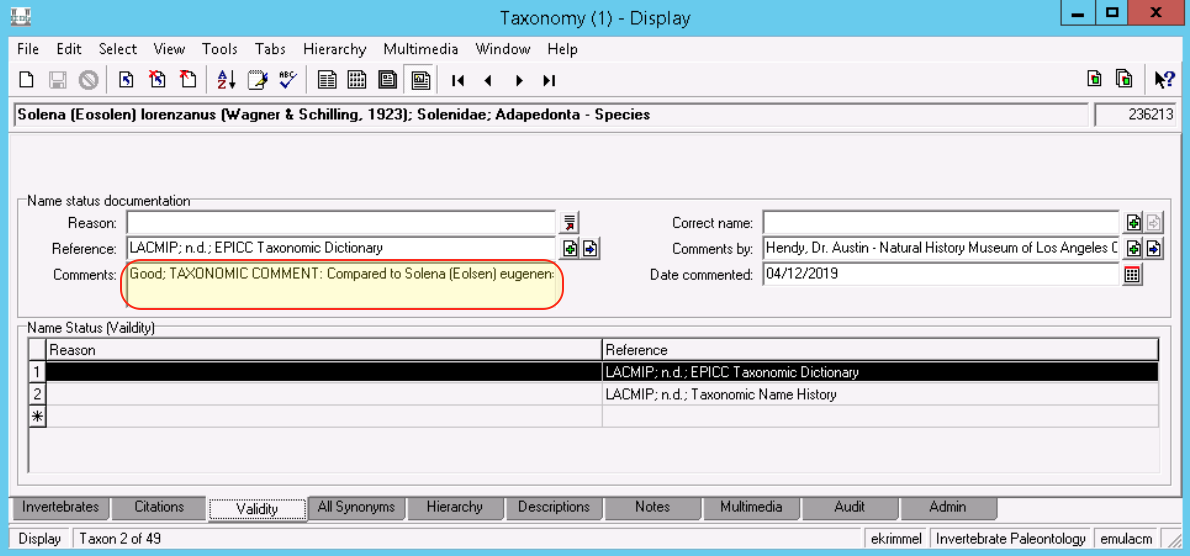 Taxonomy (1) - Display
File Edit Select View Tools Tabs Hierarchy Multimedia Window Help
Solena (Eosolen) lorenzanus (Wagner & Schilling, 1923); Solenidae; Adapedonta - Species 236213
Name status documentation
Reason: Correct name:
Reference: LACMIP; n.d.; EPICC Taxonomic Dictionary Comments by: Hendy, Dr. Austin - Natural History Museum of Los Angeles C
Comments: Good; TAXONOMIC COMMENT: Compared to Solena (Eolsen) eugenen: Date commented: 04/12/2019
Name Status (Vaildity)
Reason Reference
1 LACMIP; n.d.; EPICC Taxonomic Dictionary
2 LACMIP; n.d.; Taxonomic Name History
*
Invertebrates Citations Validity All Synonyms Hierarchy Descriptions Notes Multimedia Audit Admin
Display Taxon 2 of 49 ekrimmel Invertebrate Paleontology emulacm